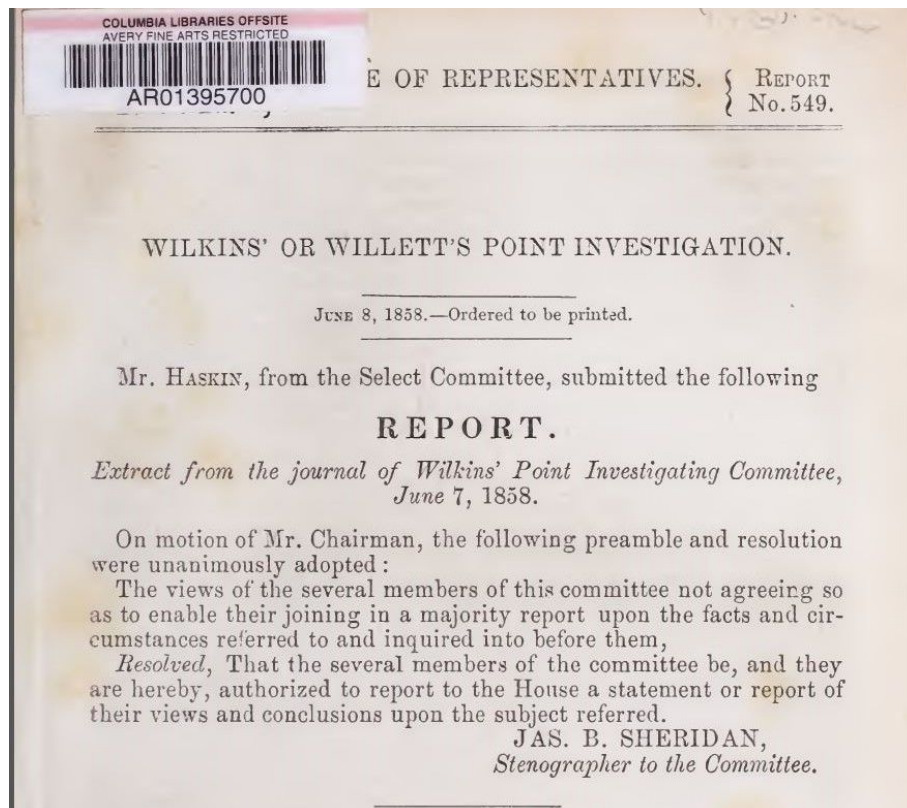 COLUMBIA LIBRARIES OFFSITE
AVERY FINE ARTS RESTRICTED
AR01395700
E OF REPRESENTATIVES. { REPORT
No. 549.
WILKINS' OR WILLETT'S POINT INVESTIGATION.
JUNE 8, 1858.—Ordered to be printed.
Mr. HASKIN, from the Select Committee, submitted the following
REPORT.
Extract from the journal of Wilkins' Point Investigating Committee,
June 7, 1858.
On motion of Mr. Chairman, the following preamble and resolution
were unanimously adopted:
The views of the several members of this committee not agreeing so
as to enable their joining in a majority report upon the facts and cir-
cumstances referred to and inquired into before them,
Resolved, That the several members of the committee be, and they
are hereby, authorized to report to the House a statement or report of
their views and conclusions upon the subject referred.
JAS. B. SHERIDAN,
Stenographer to the Committee.